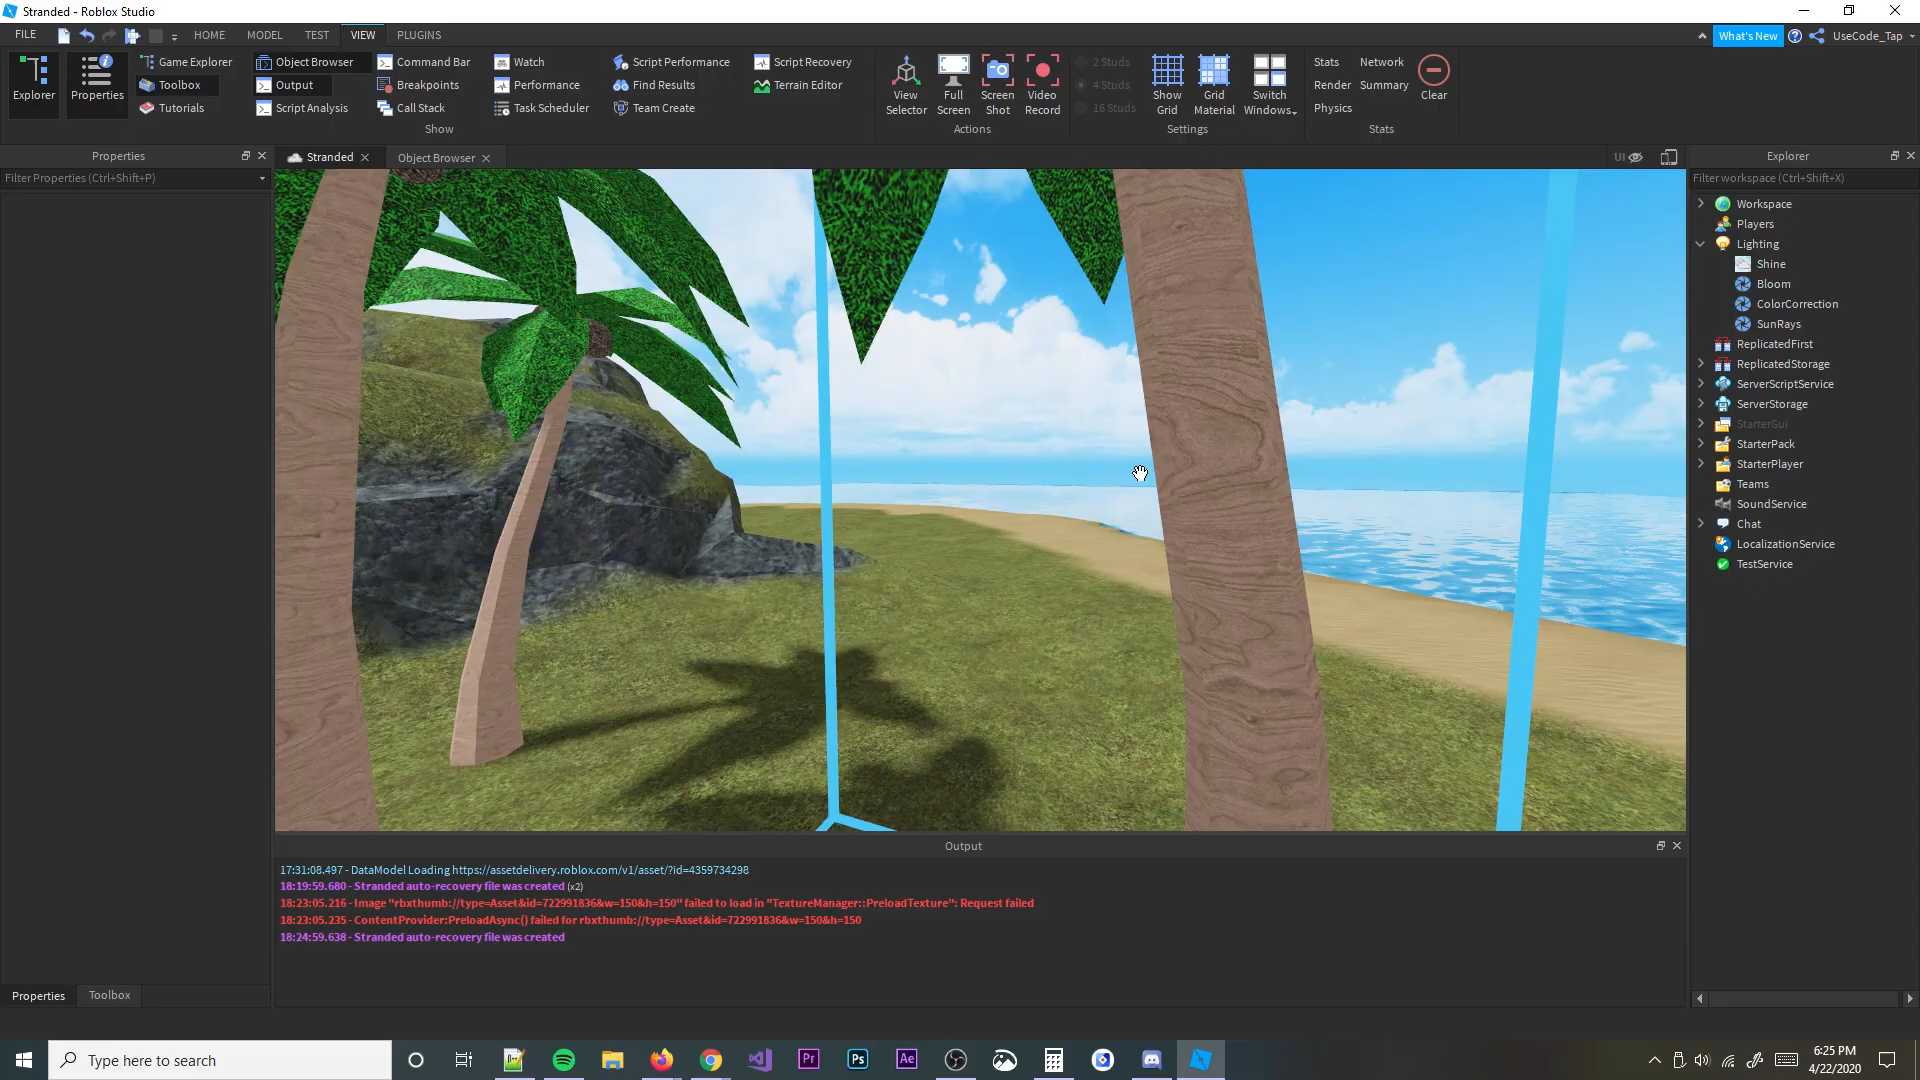 Stranded - Roblox Studio
FILE
HOME
MODEL
TEST
VIEW
PLUGINS
What's New
UseCode_Tap
Explorer
Properties
Game Explorer
Toolbox
Tutorials
Object Browser
Output
Script Analysis
Command Bar
Breakpoints
Call Stack
Watch
Performance
Task Scheduler
Script Performance
Find Results
Team Create
Script Recovery
Terrain Editor
Show
View
Selector
Full
Screen
Screen
Shot
Video
Record
Actions
2 Studs
4 Studs
16 Studs
Show
Grid
Grid
Material
Switch
Windows
Settings
Stats
Render
Physics
Network
Summary
Clear
Stats
Properties
Filter Properties (Ctrl+Shift+P)
Stranded
Object Browser
UI
Explorer
Filter workspace (Ctrl+Shift+X)
Workspace
Players
Lighting
Shine
Bloom
ColorCorrection
SunRays
ReplicatedFirst
ReplicatedStorage
ServerScriptService
ServerStorage
StarterGui
StarterPack
StarterPlayer
Teams
SoundService
Chat
LocalizationService
TestService
Output
17:31:08.497 - DataModel Loading https://assetdelivery.roblox.com/v1/asset/?id=4359734298
18:19:59.680 - Stranded auto-recovery file was created (x2)
18:23:05.216 - Image "rbxthumb://type=Asset&id=722991836&w=150&h=150" failed to load in "TextureManager::PreloadTexture": Request failed
18:23:05.235 - ContentProvider:PreloadAsync() failed for rbxthumb://type=Asset&id=722991836&w=150&h=150
18:24:59.638 - Stranded auto-recovery file was created
Properties
Toolbox
Type here to search
Pr
Ps
Ae
6:25 PM
4/22/2020